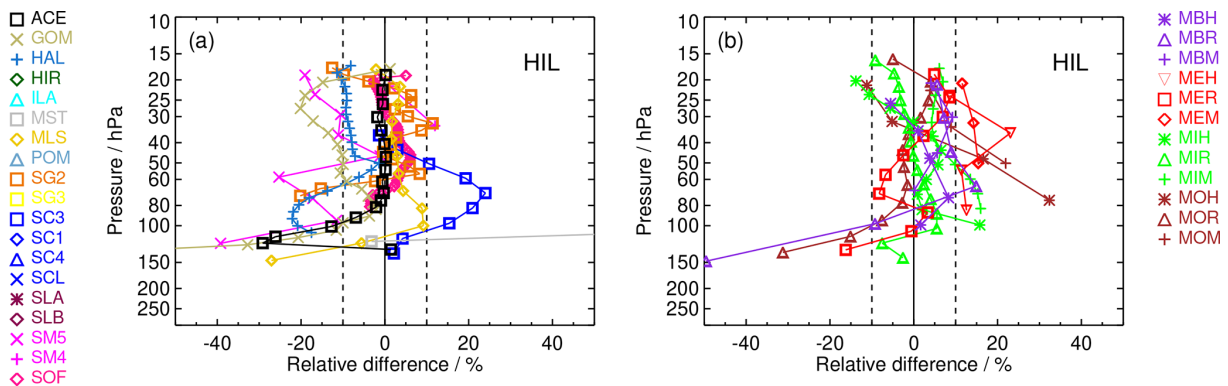 ACE
GOM
HAL
HIR
ILA
MST
MLS
POM
SG2
SG3
SC3
SC1
SC4
SCL
SLA
SLB
SM5
SM4
SOF
(a)
HIL
Pressure / hPa
10
15
20
25
30
40
50
60
80
100
150
200
250
-40
-20
0
20
40
Relative difference / %
(b)
HIL
Pressure / hPa
10
15
20
25
30
40
50
60
80
100
150
200
250
-40
-20
0
20
40
Relative difference / %
MBH
MBR
MBM
MEH
MER
MEM
MIH
MIR
MIM
MOH
MOR
MOM